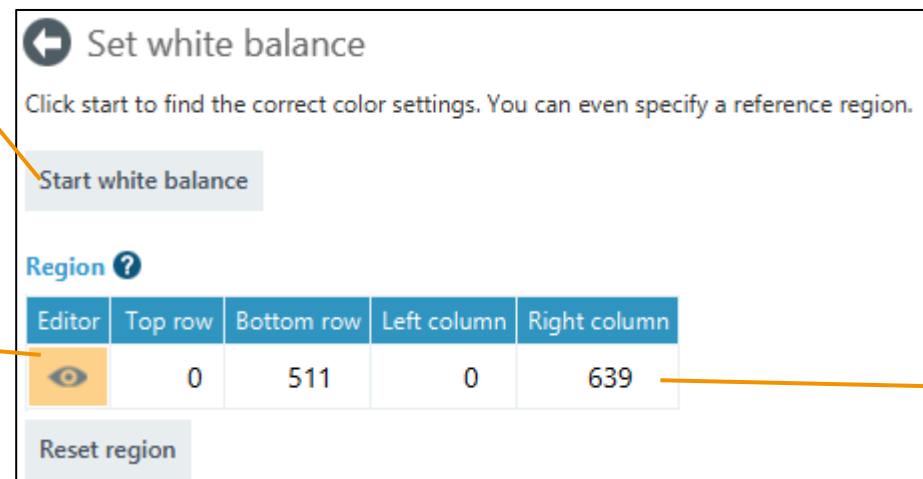 Set white balance
Click start to find the correct color settings. You can even specify a reference region.
Start white balance
Region ?
Editor Top row Bottom row Left column Right column
0 511 0 639
Reset region